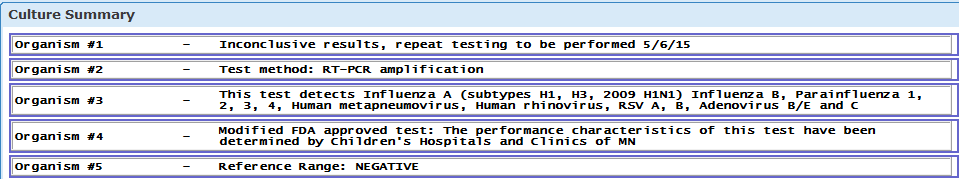 Culture Summary
Organism #1 - Inconclusive results, repeat testing to be performed 5/6/15
Organism #2 - Test method: RT-PCR amplification
Organism #3 - This test detects Influenza A (subtypes H1, H3, 2009 H1N1) Influenza B, Parainfluenza 1,
2, 3, 4, Human metapneumovirus, Human rhinovirus, RSV A, B, Adenovirus B/E and C
Organism #4 - Modified FDA approved test: The performance characteristics of this test have been
determined by Children's Hospitals and Clinics of MN
Organism #5 - Reference Range: NEGATIVE